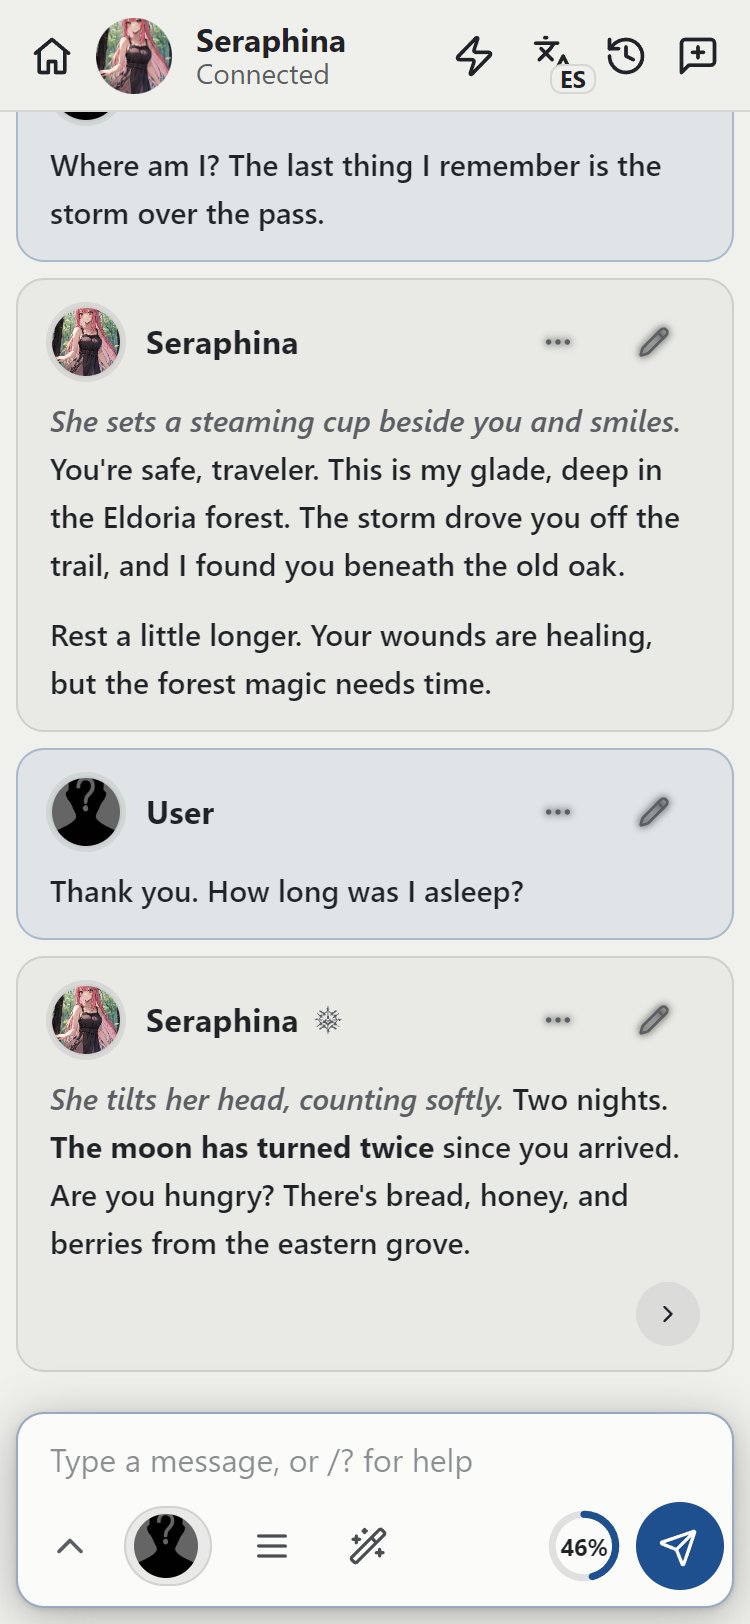 Seraphina
Connected
ES
Where am I? The last thing I remember is the
storm over the pass.
Seraphina
She sets a steaming cup beside you and smiles.
You're safe, traveler. This is my glade, deep in
the Eldoria forest. The storm drove you off the
trail, and I found you beneath the old oak.
Rest a little longer. Your wounds are healing,
but the forest magic needs time.
User
Thank you. How long was I asleep?
Seraphina
She tilts her head, counting softly. Two nights.
The moon has turned twice since you arrived.
Are you hungry? There's bread, honey, and
berries from the eastern grove.
Type a message, or /? for help
46%